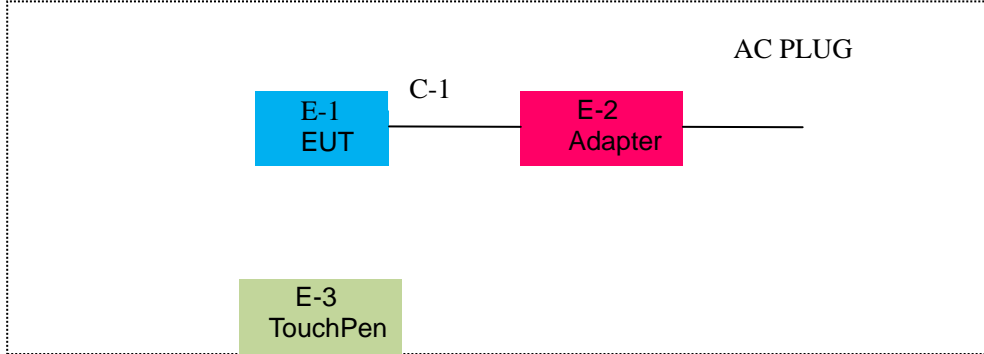 AC PLUG
C-1
E-1
EUT
E-2
Adapter
E-3
TouchPen